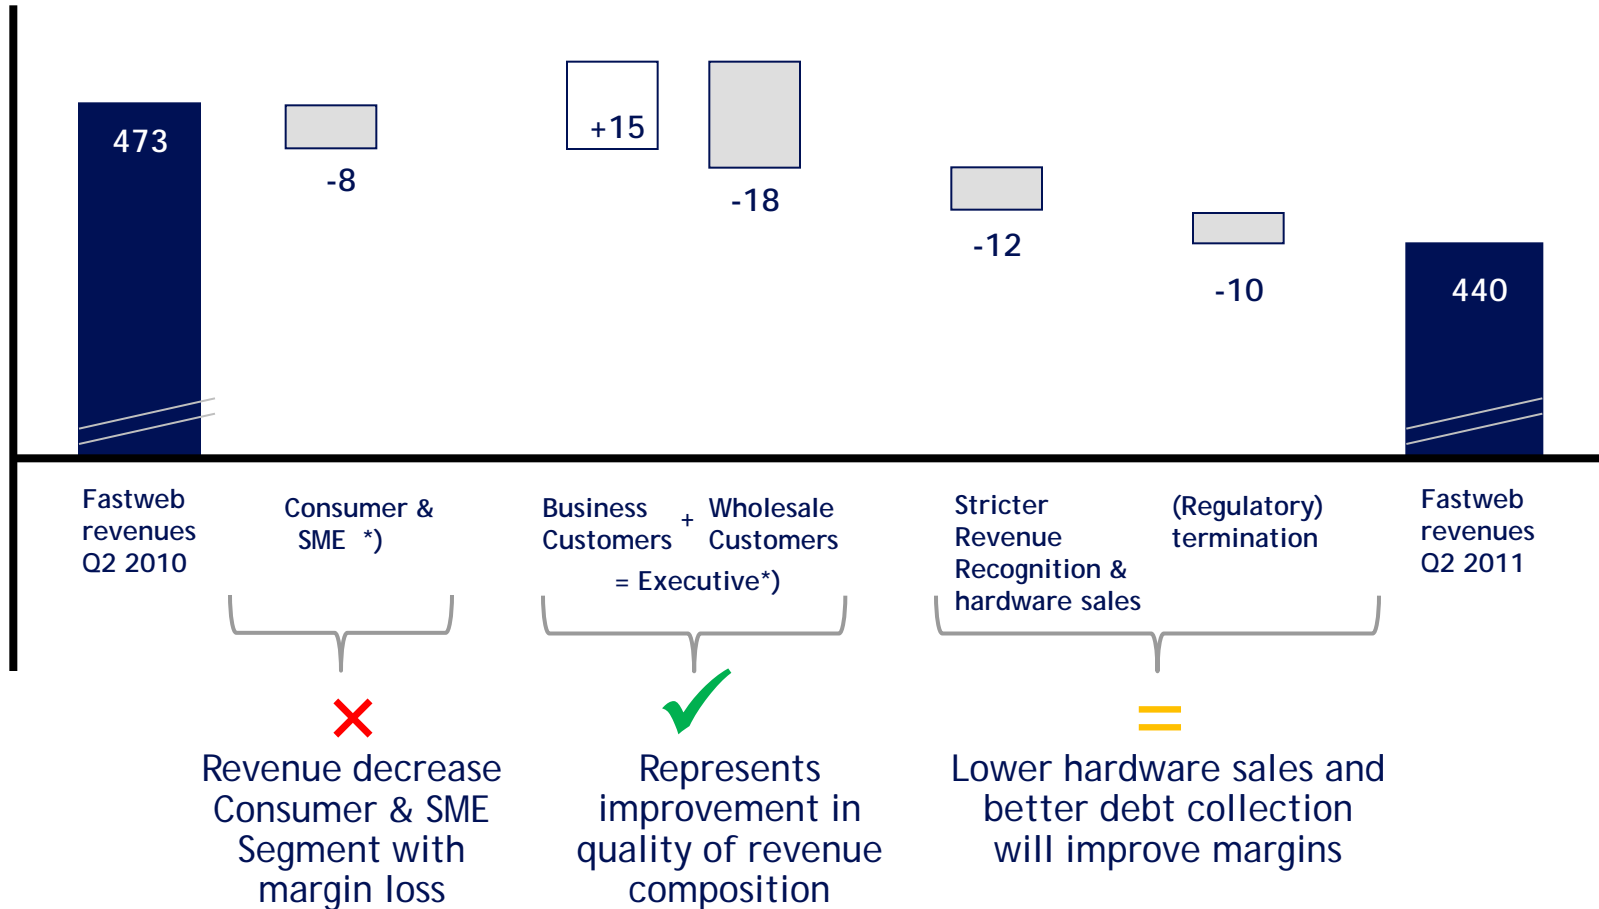 473
-8
+15
-18
-12
-10
440
Fastweb
revenues
Q2 2010
Consumer &
SME *)
Business
Customers
+
Wholesale
Customers
= Executive*)
Stricter
Revenue
Recognition &
hardware sales
(Regulatory)
termination
Fastweb
revenues
Q2 2011
Revenue decrease
Consumer & SME
Segment with
margin loss
Represents
improvement in
quality of revenue
composition
=
Lower hardware sales and
better debt collection
will improve margins